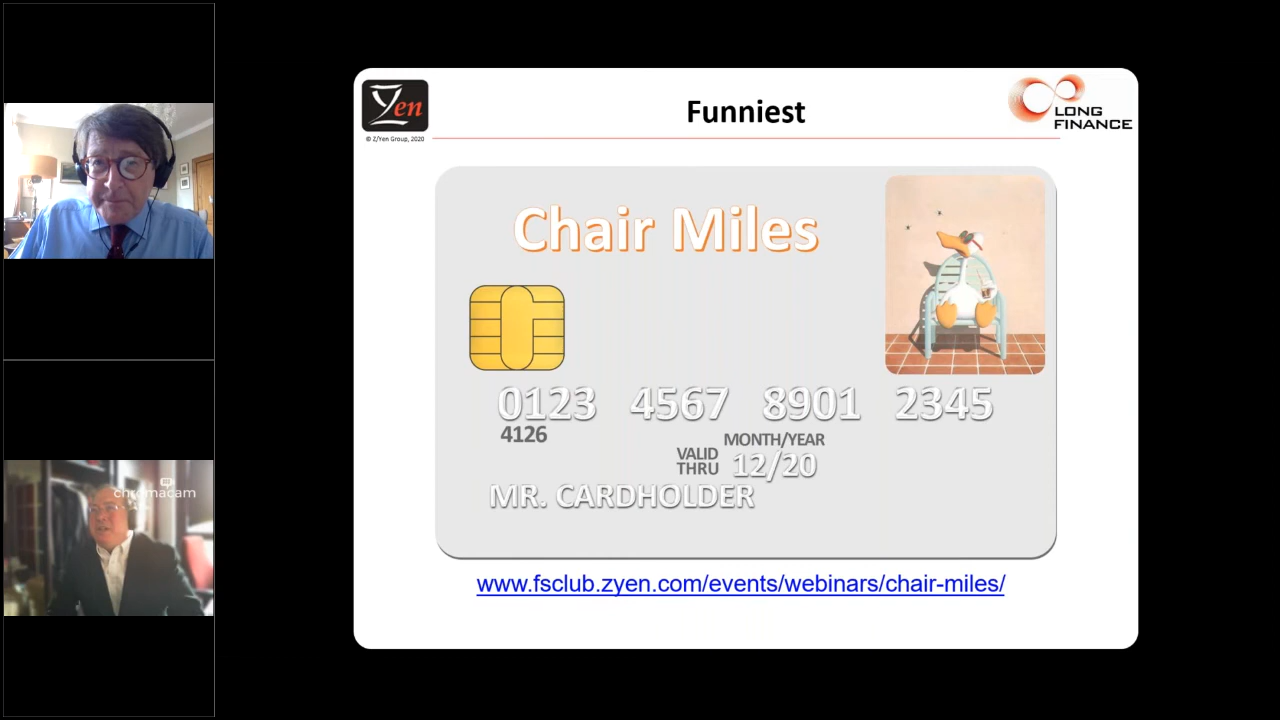 Zyen
© Z/Yen Group, 2020
Funniest
LONG
FINANCE
Chair Miles
0123 4567 8901 2345
4126
MONTH/YEAR
VALID
THRU
12/20
MR. CARDHOLDER
www.fsclub.zyen.com/events/webinars/chair-miles/
chromacam